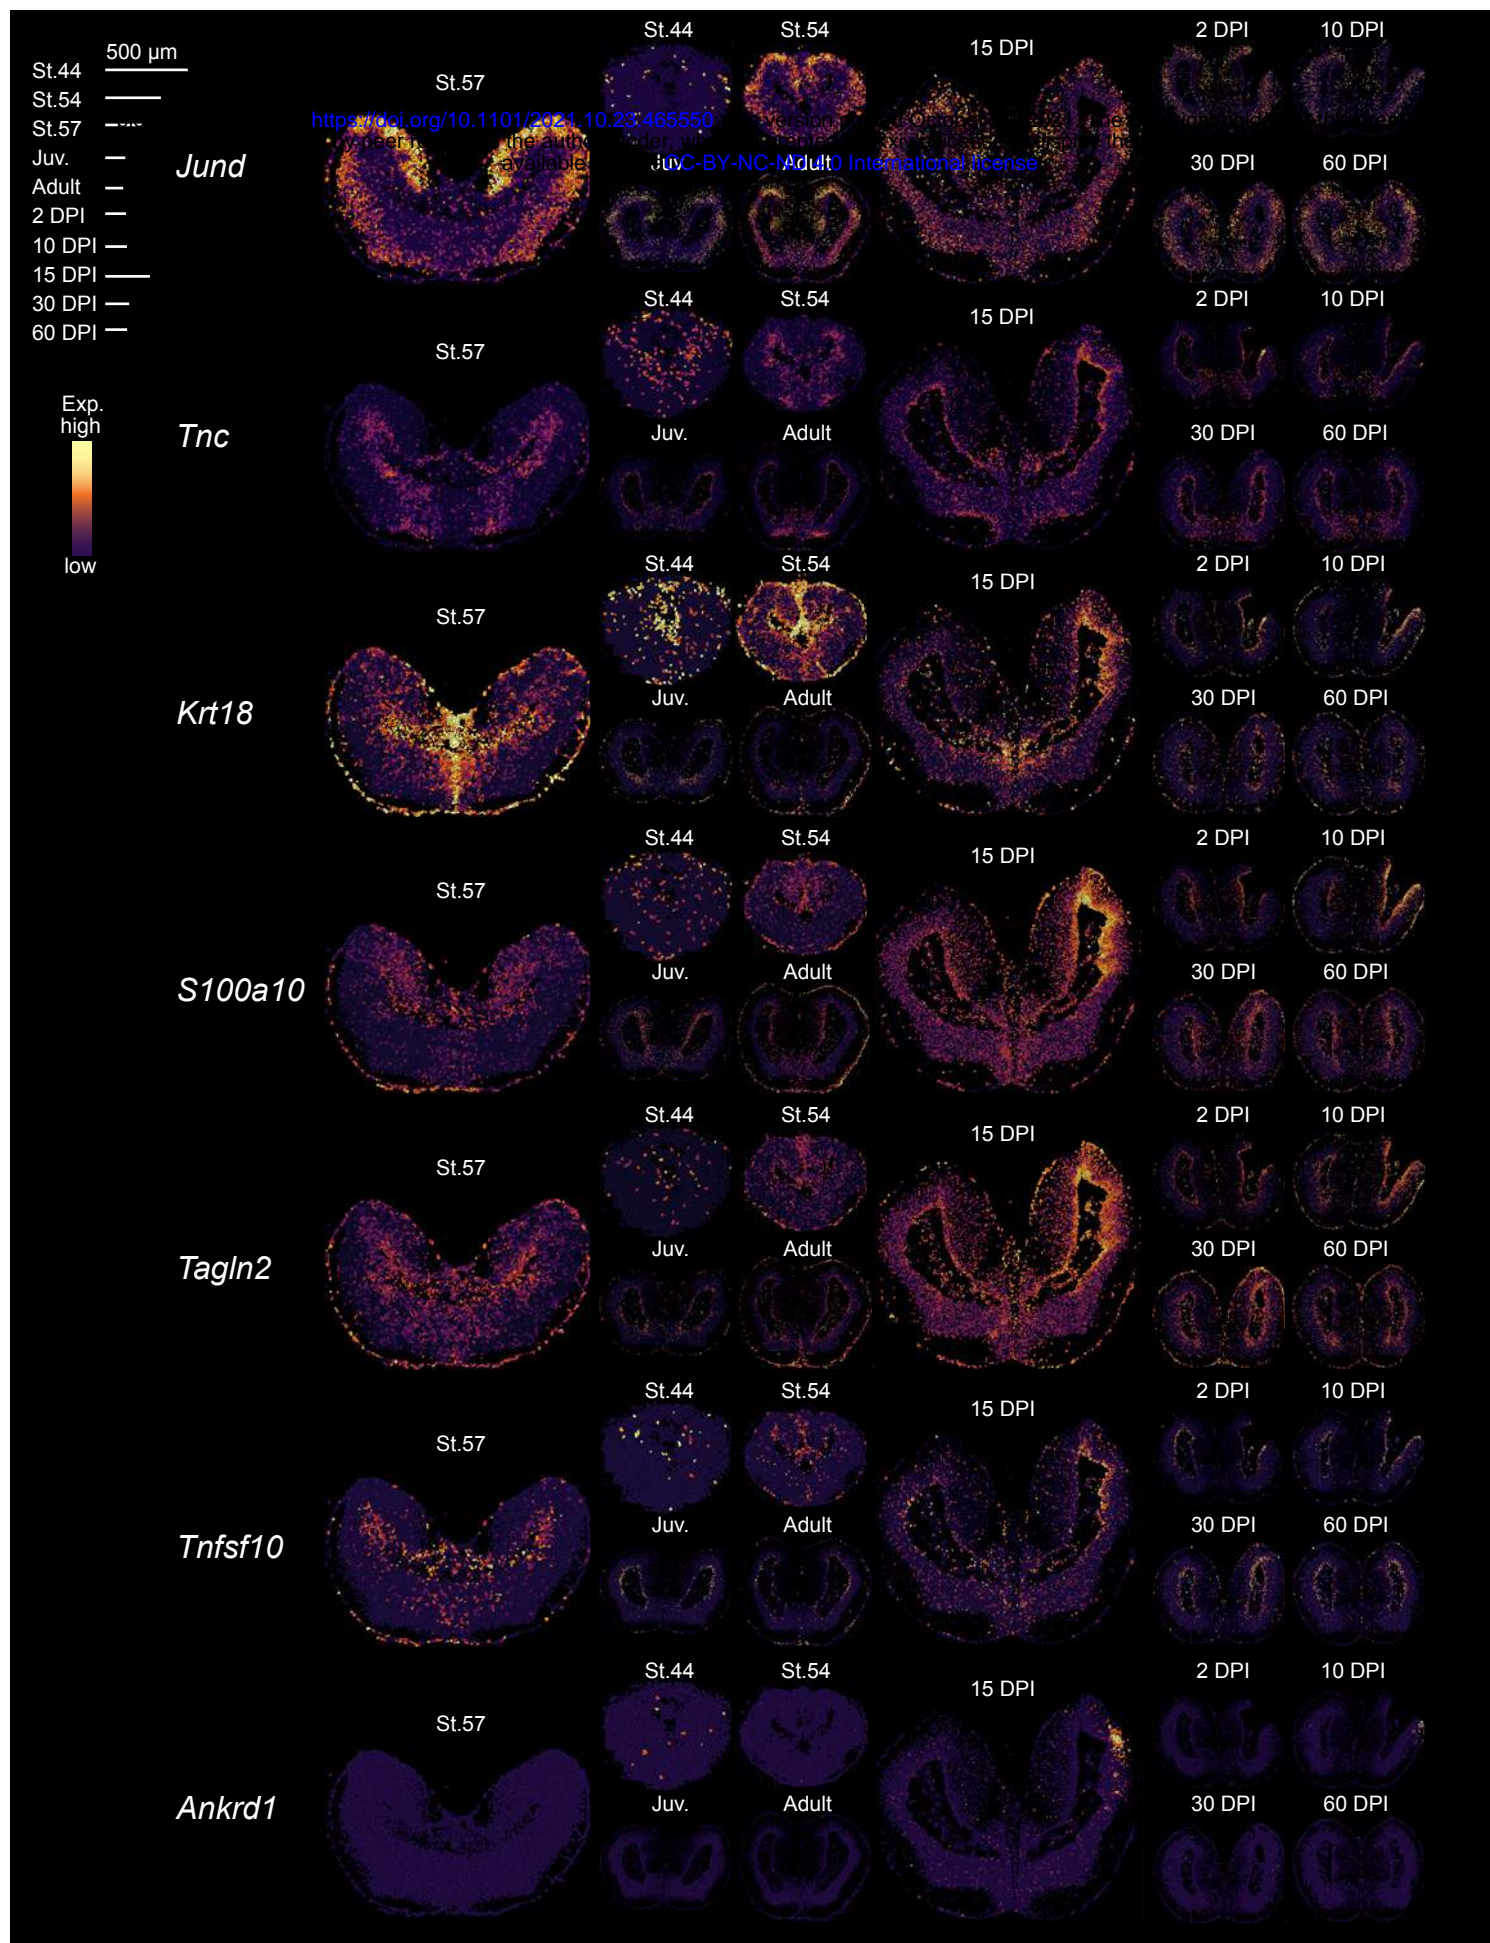 500 µm
St.44
St.54
St.57
Juv.
Adult
2 DPI
10 DPI
15 DPI
30 DPI
60 DPI
Exp.
high
low
https://doi.org/10.1101/2021.10.23.465550
available
CC-BY-NC-ND 4.0 International license
Jund
St.57
St.44
St.54
Juv.
Adult
15 DPI
2 DPI
10 DPI
30 DPI
60 DPI
Tnc
St.57
St.44
St.54
Juv.
Adult
15 DPI
2 DPI
10 DPI
30 DPI
60 DPI
Krt18
St.57
St.44
St.54
Juv.
Adult
15 DPI
2 DPI
10 DPI
30 DPI
60 DPI
S100a10
St.57
St.44
St.54
Juv.
Adult
15 DPI
2 DPI
10 DPI
30 DPI
60 DPI
Tagln2
St.57
St.44
St.54
Juv.
Adult
15 DPI
2 DPI
10 DPI
30 DPI
60 DPI
Tnfsf10
St.57
St.44
St.54
Juv.
Adult
15 DPI
2 DPI
10 DPI
30 DPI
60 DPI
Ankrd1
St.57
St.44
St.54
Juv.
Adult
15 DPI
2 DPI
10 DPI
30 DPI
60 DPI